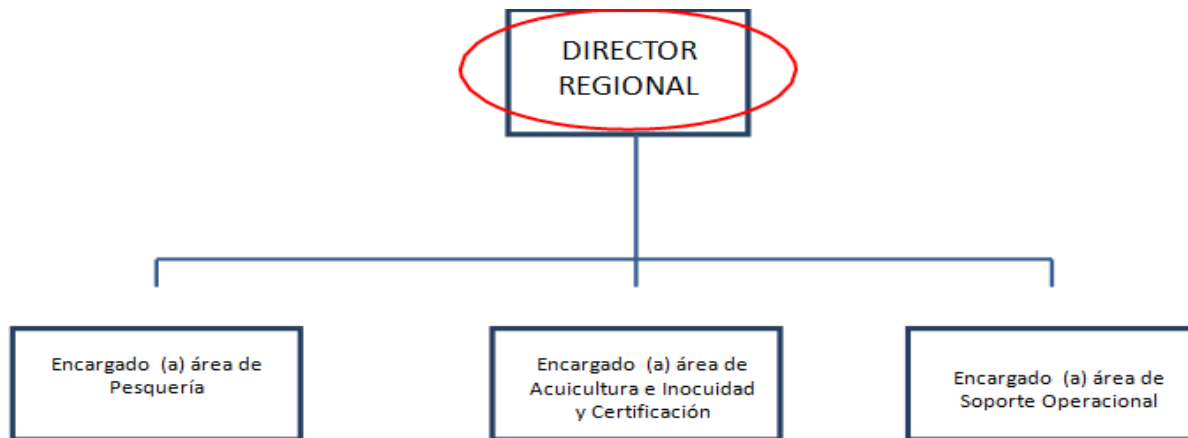 DIRECTOR
REGIONAL
Encargado (a) área de
Pesquería
Encargado (a) área de
Acuicultura e Inocuidad
y Certificación
Encargado (a) área de
Soporte Operacional